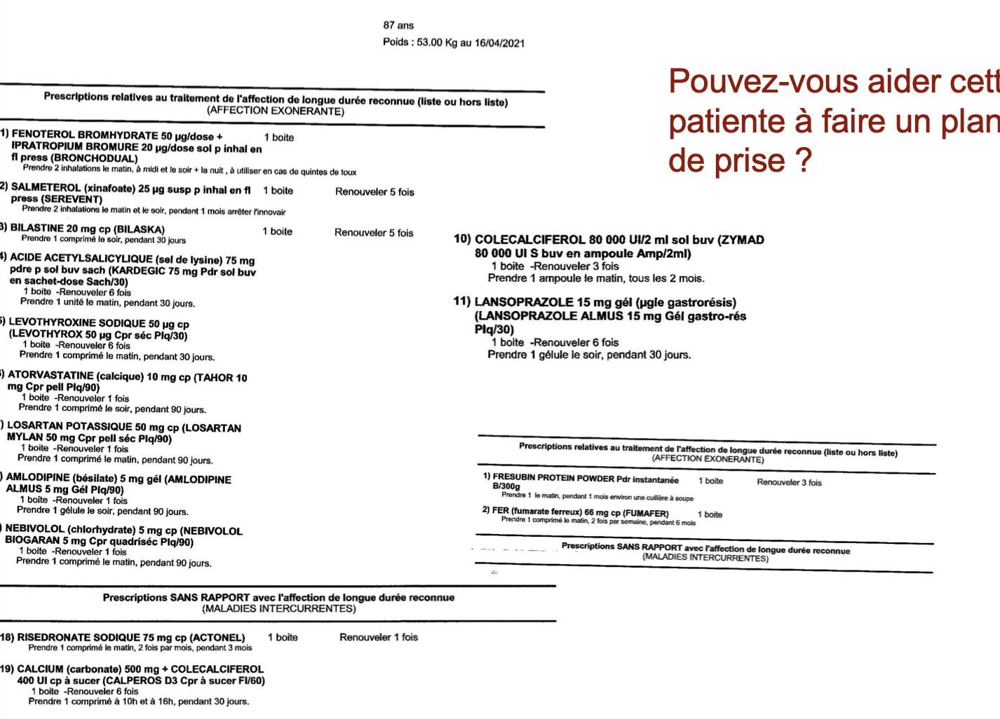 87 ans
Poids : 53.00 Kg au 16/04/2021
Pouvez-vous aider cett
patiente à faire un plan
de prise ?
Prescriptions relatives au traitement de l'affection de longue durée reconnue (liste ou hors liste)
(AFFECTION EXONERANTE)
1) FENOTEROL BROMHYDRATE 50 µg/dose + 1 boite
IPRATROPIUM BROMURE 20 µg/dose sol p inhal en
fl press (BRONCHODUAL)
Prendre 2 inhalations le matin, à midi et le soir + la nuit , à utiliser en cas de quintes de toux
2) SALMETEROL (xinafoate) 25 µg susp p inhal en fl 1 boite Renouveler 5 fois
press (SEREVENT)
Prendre 2 inhalations le matin et le soir, pendant 1 mois arrêter l'innovair
3) BILASTINE 20 mg cp (BILASKA) 1 boite Renouveler 5 fois
Prendre 1 comprimé le soir, pendant 30 jours
4) ACIDE ACETYLSALICYLIQUE (sel de lysine) 75 mg
pdre p sol buv sach (KARDEGIC 75 mg Pdr sol buv
en sachet-dose Sach/30)
1 boite -Renouveler 6 fois
Prendre 1 unité le matin, pendant 30 jours.
5) LEVOTHYROXINE SODIQUE 50 µg cp
(LEVOTHYROX 50 µg Cpr séc Plq/30)
1 boite -Renouveler 6 fois
Prendre 1 comprimé le matin, pendant 30 jours.
) ATORVASTATINE (calcique) 10 mg cp (TAHOR 10
mg Cpr pell Plq/90)
1 boite -Renouveler 1 fois
Prendre 1 comprimé le soir, pendant 90 jours.
) LOSARTAN POTASSIQUE 50 mg cp (LOSARTAN
MYLAN 50 mg Cpr pell séc Plq/90)
1 boite -Renouveler 1 fois
Prendre 1 comprimé le matin, pendant 90 jours.
) AMLODIPINE (bésilate) 5 mg gél (AMLODIPINE
ALMUS 5 mg Gél Plq/90)
1 boite -Renouveler 1 fois
Prendre 1 gélule le soir, pendant 90 jours.
) NEBIVOLOL (chlorhydrate) 5 mg cp (NEBIVOLOL
BIOGARAN 5 mg Cpr quadriséc Plq/90)
1 boite -Renouveler 1 fois
Prendre 1 comprimé le matin, pendant 90 jours.
Prescriptions SANS RAPPORT avec l'affection de longue durée reconnue
(MALADIES INTERCURRENTES)
18) RISEDRONATE SODIQUE 75 mg cp (ACTONEL) 1 boite Renouveler 1 fois
Prendre 1 comprimé le matin, 2 fois par mois, pendant 3 mois
19) CALCIUM (carbonate) 500 mg + COLECALCIFEROL
400 UI cp à sucer (CALPEROS D3 Cpr à sucer Fl/60)
1 boite -Renouveler 6 fois
Prendre 1 comprimé à 10h et à 16h, pendant 30 jours.
10) COLECALCIFEROL 80 000 UI/2 ml sol buv (ZYMAD
80 000 UI S buv en ampoule Amp/2ml)
1 boite -Renouveler 3 fois
Prendre 1 ampoule le matin, tous les 2 mois.
11) LANSOPRAZOLE 15 mg gél (µgle gastrorésis)
(LANSOPRAZOLE ALMUS 15 mg Gél gastro-rés
Plq/30)
1 boite -Renouveler 6 fois
Prendre 1 gélule le soir, pendant 30 jours.
Prescriptions relatives au traitement de l'affection de longue durée reconnue (liste ou hors liste)
(AFFECTION EXONERANTE)
1) FRESUBIN PROTEIN POWDER Pdr instantanée 1 boite Renouveler 3 fois
B/300g
Prendre 1 le matin, pendant 1 mois environ une cuillère à soupe
2) FER (fumarate ferreux) 66 mg cp (FUMAFER) 1 boite
Prendre 1 comprimé le matin, 2 fois par semaine, pendant 6 mois
Prescriptions SANS RAPPORT avec l'affection de longue durée reconnue
(MALADIES INTERCURRENTES)